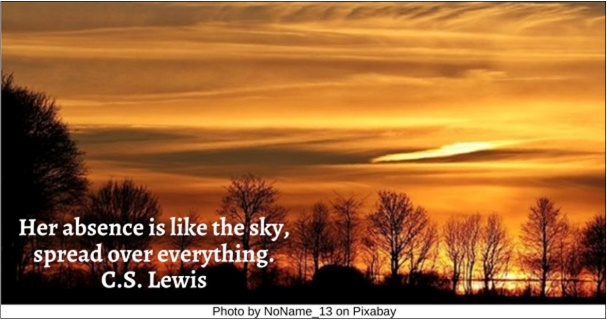 Her absence is like the sky,
spread over everything.
C.S. Lewis
Photo by NoName_13 on Pixabay